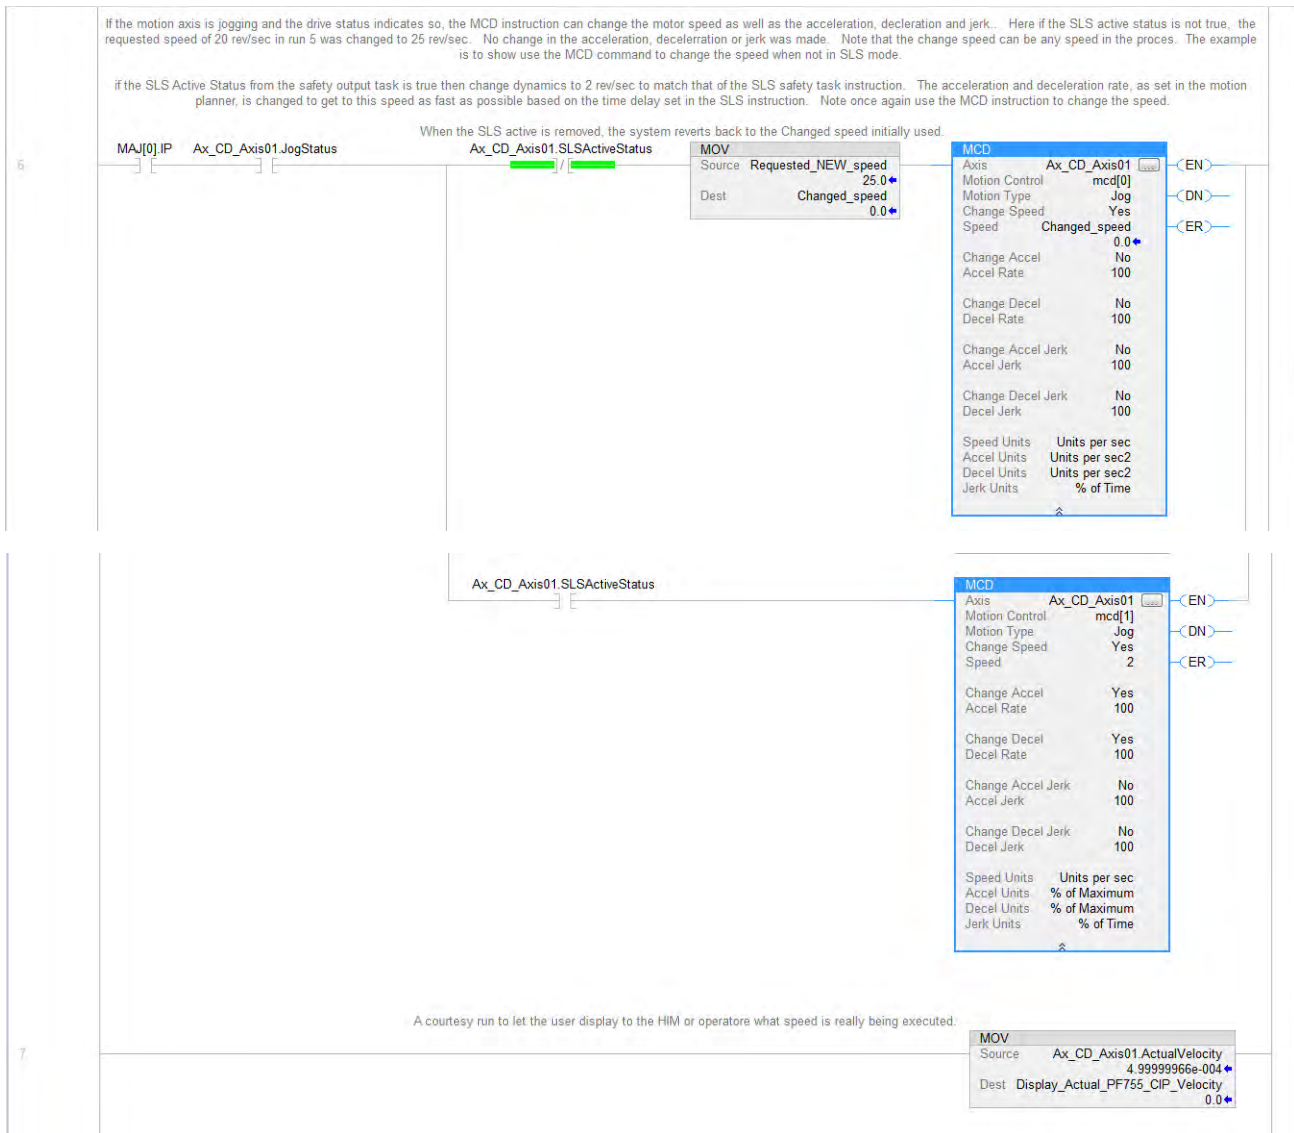 If the motion axis is jogging and the drive status indicates so, the MCD instruction can change the motor speed as well as the acceleration, decleration and jerk.. Here if the SLS active status is not true, the
requested speed of 20 rev/sec in run 5 was changed to 25 rev/sec. No change in the acceleration, decelerration or jerk was made. Note that the change speed can be any speed in the proces. The example
is to show use the MCD command to change the speed when not in SLS mode.
if the SLS Active Status from the safety output task is true then change dynamics to 2 rev/sec to match that of the SLS safety task instruction. The acceleration and deceleration rate, as set in the motion
planner, is changed to get to this speed as fast as possible based on the time delay set in the SLS instruction. Note once again use the MCD instruction to change the speed.
When the SLS active is removed, the system reverts back to the Changed speed initially used.
6
MAJ[0].IP
Ax_CD_Axis01.JogStatus
Ax_CD_Axis01.SLSActiveStatus
/
MOV
Source Requested_NEW_speed
25.0
Dest Changed_speed
0.0
MCD
Axis Ax_CD_Axis01 ...
Motion Control mcd[0]
Motion Type Jog
Change Speed Yes
Speed Changed_speed
0.0
Change Accel No
Accel Rate 100
Change Decel No
Decel Rate 100
Change Accel Jerk No
Accel Jerk 100
Change Decel Jerk No
Decel Jerk 100
Speed Units Units per sec
Accel Units Units per sec2
Decel Units Units per sec2
Jerk Units % of Time
EN
DN
ER
Ax_CD_Axis01.SLSActiveStatus
MCD
Axis Ax_CD_Axis01 ...
Motion Control mcd[1]
Motion Type Jog
Change Speed Yes
Speed 2
Change Accel Yes
Accel Rate 100
Change Decel Yes
Decel Rate 100
Change Accel Jerk No
Accel Jerk 100
Change Decel Jerk No
Decel Jerk 100
Speed Units Units per sec
Accel Units % of Maximum
Decel Units % of Maximum
Jerk Units % of Time
EN
DN
ER
A courtesy run to let the user display to the HIM or operatore what speed is really being executed.
7
MOV
Source Ax_CD_Axis01.ActualVelocity
4.99999966e-004
Dest Display_Actual_PF755_CIP_Velocity
0.0